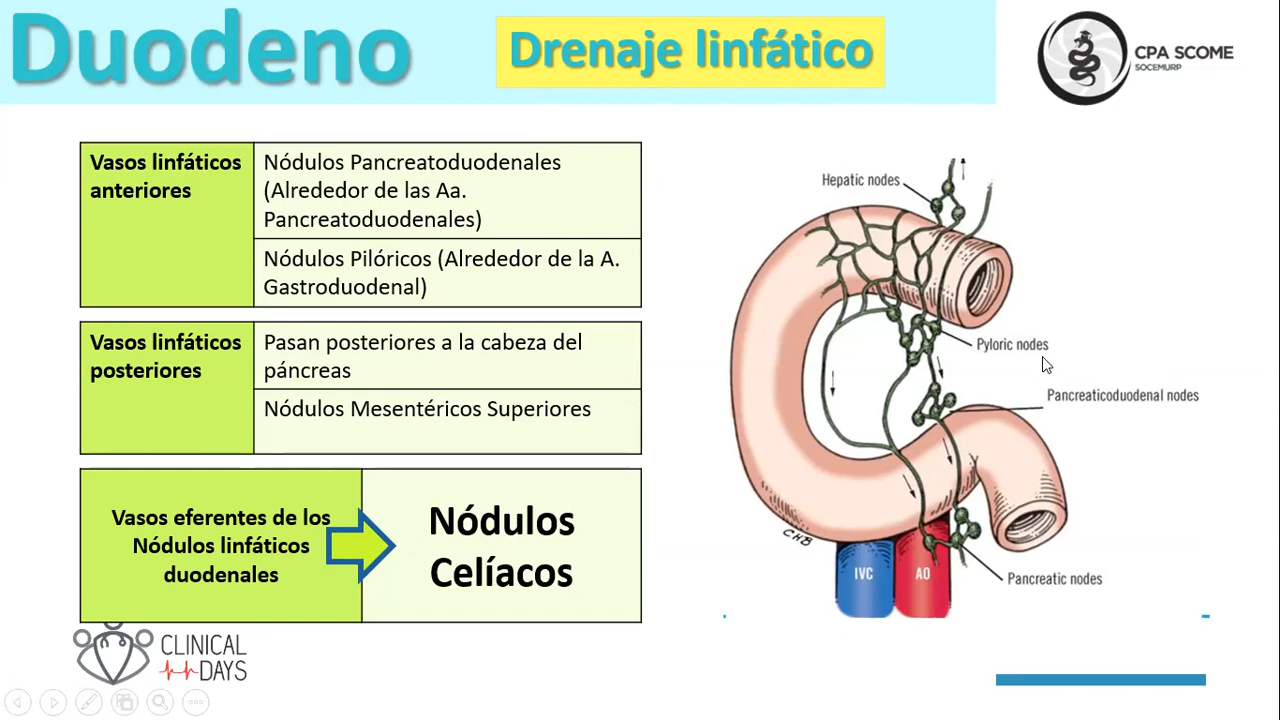 Duodeno
Drenaje linfático
CPA SCOME
SOCEMURP
Vasos linfáticos
anteriores
Nódulos Pancreatoduodenales
(Alrededor de las Aa.
Pancreatoduodenales)
Nódulos Pilóricos (Alrededor de la A.
Gastroduodenal)
Vasos linfáticos
posteriores
Pasan posteriores a la cabeza del
páncreas
Nódulos Mesentéricos Superiores
Vasos eferentes de los
Nódulos linfáticos
duodenales
Nódulos
Celíacos
Hepatic nodes
Pyloric nodes
Pancreaticoduodenal nodes
CHB
IVC
AO
Pancreatic nodes
CLINICAL
DAYS